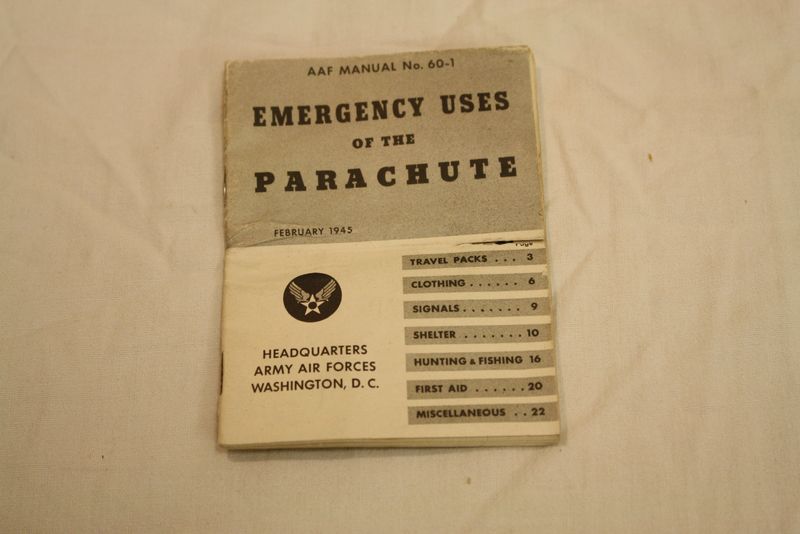 AAF MANUAL No. 60-1
EMERGENCY USES
OF THE
PARACHUTE
FEBRUARY 1945
Page
TRAVEL PACKS . . . 3
CLOTHING . . . . . . 6
SIGNALS . . . . . . . 9
SHELTER . . . . . . . 10
HUNTING & FISHING 16
FIRST AID . . . . . . 20
MISCELLANEOUS . . 22
HEADQUARTERS
ARMY AIR FORCES
WASHINGTON, D. C.